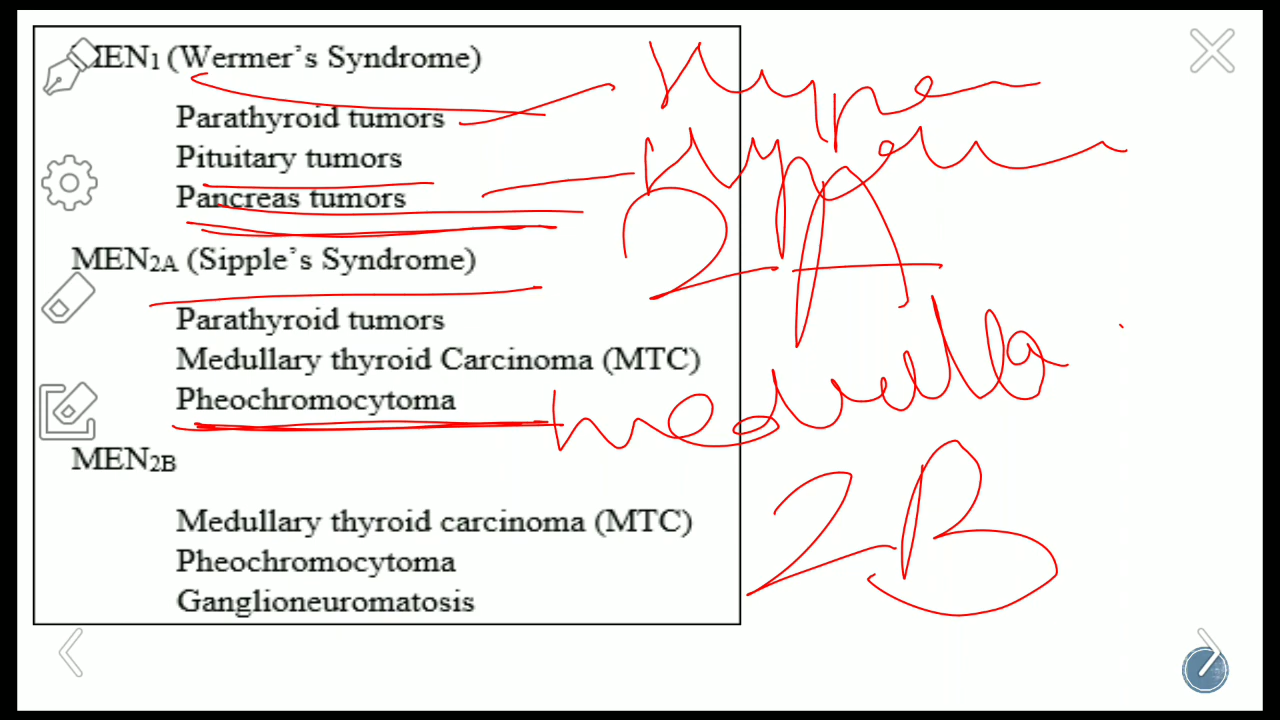 MEN1 (Wermer's Syndrome)
Parathyroid tumors
Pituitary tumors
Pancreas tumors
MEN2A (Sipple's Syndrome)
Parathyroid tumors
Medullary thyroid Carcinoma (MTC)
Pheochromocytoma
MEN2B
Medullary thyroid carcinoma (MTC)
Pheochromocytoma
Ganglioneuromatosis
Hyper
2A
medulla
2B